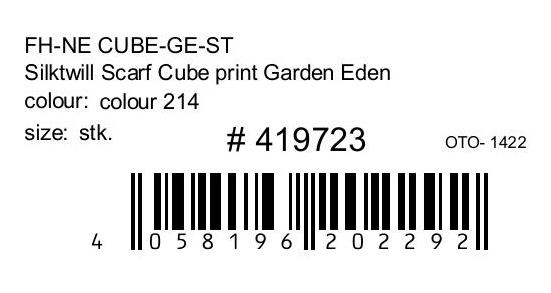 FH-NE CUBE-GE-ST
Silktwill Scarf Cube print Garden Eden
colour: colour 214
size: stk.
# 419723
OTO- 1422
4 058196 202292